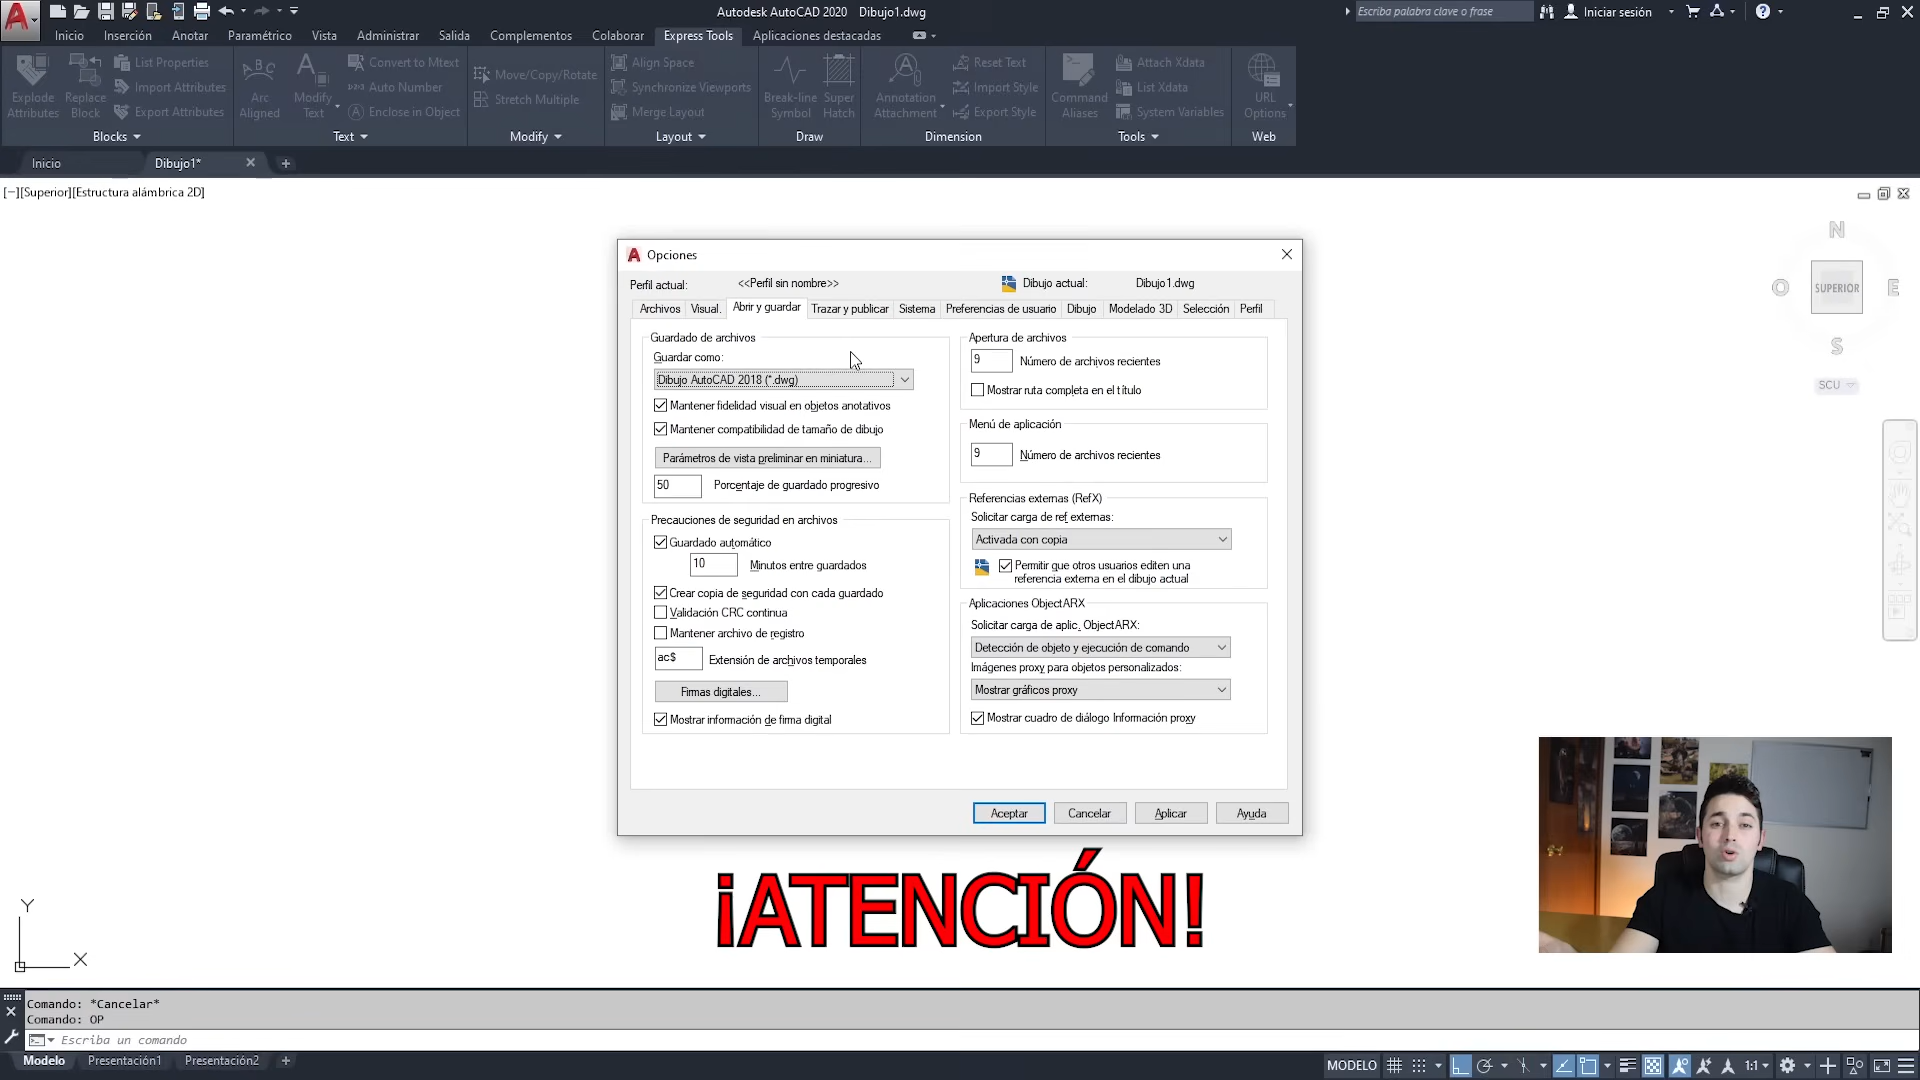 Autodesk AutoCAD 2020 Dibujo1.dwg
Escriba palabra clave o frase
Iniciar sesión
Inicio Inserción Anotar Paramétrico Vista Administrar Salida Complementos Colaborar Express Tools Aplicaciones destacadas
Explode Attributes
Replace Block
List Properties
Import Attributes
Export Attributes
Blocks
ABC
Arc Aligned
Modify Text
Convert to Mtext
Auto Number
Enclose in Object
Text
Move/Copy/Rotate
Stretch Multiple
Modify
Align Space
Synchronize Viewports
Merge Layout
Layout
Break-line Symbol
Super Hatch
Draw
Annotation Attachment
Reset Text
Import Style
Export Style
Dimension
Command Aliases
Attach Xdata
List Xdata
System Variables
Tools
URL Options
Web
Inicio
Dibujo1*
[−][Superior][Estructura alámbrica 2D]
N
O
SUPERIOR
E
S
SCU
Opciones
Perfil actual: <<Perfil sin nombre>> Dibujo actual: Dibujo1.dwg
Archivos Visual. Abrir y guardar Trazar y publicar Sistema Preferencias de usuario Dibujo Modelado 3D Selección Perfil
Guardado de archivos
Guardar como:
Dibujo AutoCAD 2018 (*.dwg)
Mantener fidelidad visual en objetos anotativos
Mantener compatibilidad de tamaño de dibujo
Parámetros de vista preliminar en miniatura...
50 Porcentaje de guardado progresivo
Precauciones de seguridad en archivos
Guardado automático
10 Minutos entre guardados
Crear copia de seguridad con cada guardado
Validación CRC continua
Mantener archivo de registro
ac$ Extensión de archivos temporales
Firmas digitales...
Mostrar información de firma digital
Apertura de archivos
9 Número de archivos recientes
Mostrar ruta completa en el título
Menú de aplicación
9 Número de archivos recientes
Referencias externas (RefX)
Solicitar carga de ref. externas:
Activada con copia
Permitir que otros usuarios editen una
referencia externa en el dibujo actual
Aplicaciones ObjectARX
Solicitar carga de aplic. ObjectARX:
Detección de objeto y ejecución de comando
Imágenes proxy para objetos personalizados:
Mostrar gráficos proxy
Mostrar cuadro de diálogo Información proxy
Aceptar Cancelar Aplicar Ayuda
¡ATENCIÓN!
Y
X
Comando: *Cancelar*
Comando: OP
Escriba un comando
Modelo Presentación1 Presentación2
MODELO
1:1